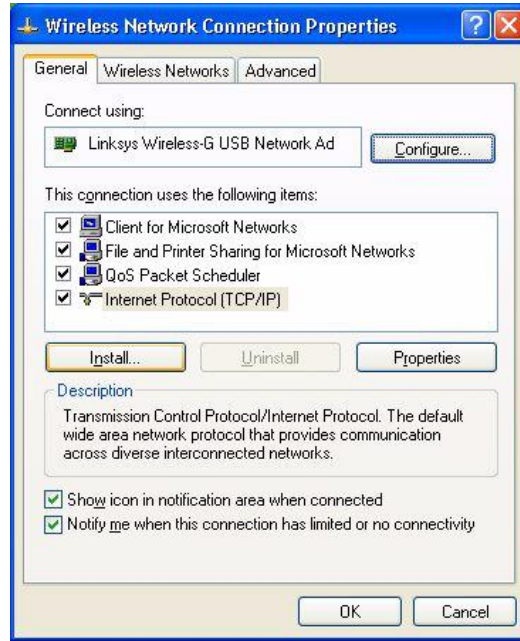 Wireless Network Connection Properties
General Wireless Networks Advanced
Connect using:
Linksys Wireless-G USB Network Ad
Configure...
This connection uses the following items:
Client for Microsoft Networks
File and Printer Sharing for Microsoft Networks
QoS Packet Scheduler
Internet Protocol (TCP/IP)
Install... Uninstall Properties
Description
Transmission Control Protocol/Internet Protocol. The default
wide area network protocol that provides communication
across diverse interconnected networks.
Show icon in notification area when connected
Notify me when this connection has limited or no connectivity
OK Cancel